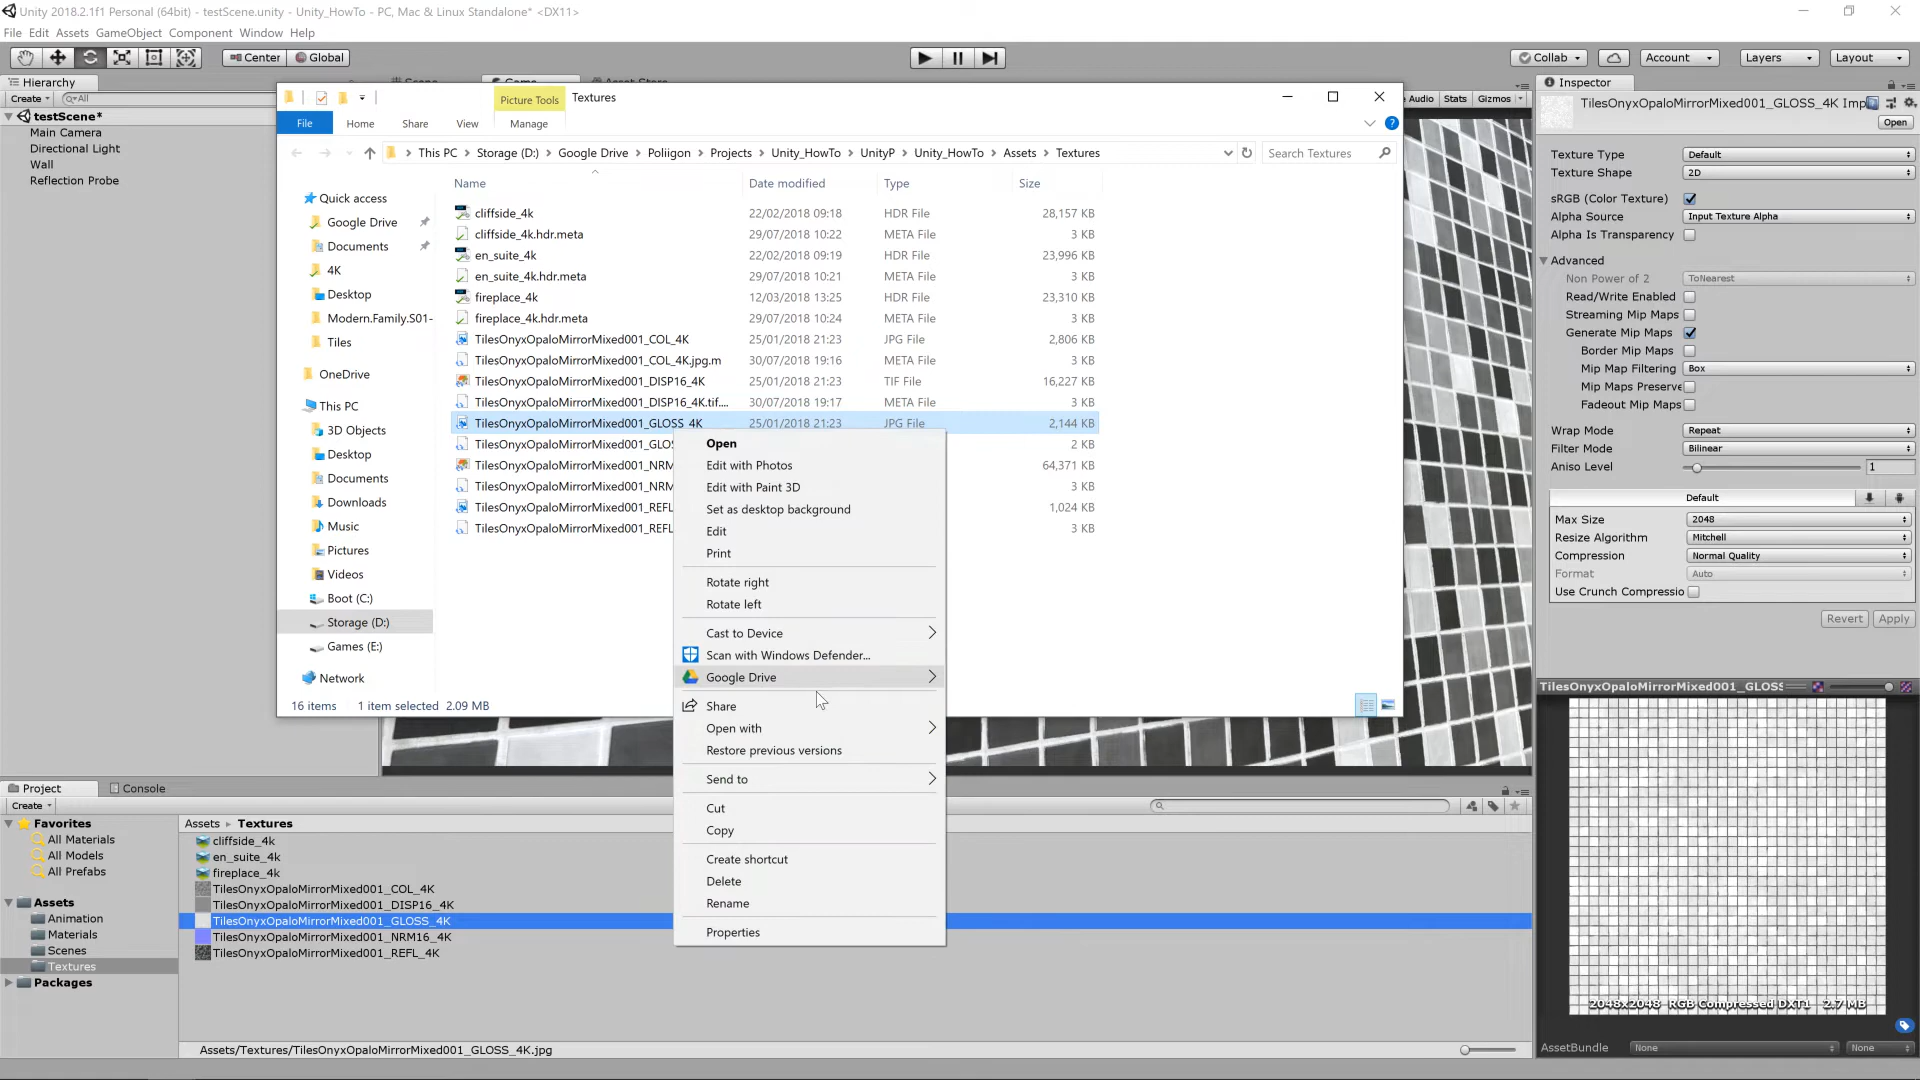 Unity 2018.2.1f1 Personal (64bit) - testScene.unity - Unity_HowTo - PC, Mac & Linux Standalone* <DX11>
File Edit Assets GameObject Component Window Help
Center Global
Collab Account Layers Layout
Hierarchy
Create All
testScene*
Main Camera
Directional Light
Wall
Reflection Probe
Picture Tools Textures
File Home Share View Manage
This PC Storage (D:) Google Drive Poliigon Projects Unity_HowTo UnityP Unity_HowTo Assets Textures
Search Textures
Quick access
Google Drive
Documents
4K
Desktop
Modern.Family.S01-
Tiles
OneDrive
This PC
3D Objects
Desktop
Documents
Downloads
Music
Pictures
Videos
Boot (C:)
Storage (D:)
Games (E:)
Network
Name Date modified Type Size
cliffside_4k 22/02/2018 09:18 HDR File 28,157 KB
cliffside_4k.hdr.meta 29/07/2018 10:22 META File 3 KB
en_suite_4k 22/02/2018 09:19 HDR File 23,996 KB
en_suite_4k.hdr.meta 29/07/2018 10:21 META File 3 KB
fireplace_4k 12/03/2018 13:25 HDR File 23,310 KB
fireplace_4k.hdr.meta 29/07/2018 10:24 META File 3 KB
TilesOnyxOpaloMirrorMixed001_COL_4K 25/01/2018 21:23 JPG File 2,806 KB
TilesOnyxOpaloMirrorMixed001_COL_4K.jpg.m 30/07/2018 19:16 META File 3 KB
TilesOnyxOpaloMirrorMixed001_DISP16_4K 25/01/2018 21:23 TIF File 16,227 KB
TilesOnyxOpaloMirrorMixed001_DISP16_4K.tif.... 30/07/2018 19:17 META File 3 KB
TilesOnyxOpaloMirrorMixed001_GLOSS_4K 25/01/2018 21:23 JPG File 2,144 KB
TilesOnyxOpaloMirrorMixed001_GLOS 2 KB
TilesOnyxOpaloMirrorMixed001_NRM 64,371 KB
TilesOnyxOpaloMirrorMixed001_NRM 3 KB
TilesOnyxOpaloMirrorMixed001_REFL 1,024 KB
TilesOnyxOpaloMirrorMixed001_REFL 3 KB
16 items 1 item selected 2.09 MB
Open
Edit with Photos
Edit with Paint 3D
Set as desktop background
Edit
Print
Rotate right
Rotate left
Cast to Device
Scan with Windows Defender...
Google Drive
Share
Open with
Restore previous versions
Send to
Cut
Copy
Create shortcut
Delete
Rename
Properties
Audio Stats Gizmos
Inspector
TilesOnyxOpaloMirrorMixed001_GLOSS_4K Imp
Open
Texture Type Default
Texture Shape 2D
sRGB (Color Texture)
Alpha Source Input Texture Alpha
Alpha Is Transparency
Advanced
Non Power of 2 ToNearest
Read/Write Enabled
Streaming Mip Maps
Generate Mip Maps
Border Mip Maps
Mip Map Filtering Box
Mip Maps Preserve
Fadeout Mip Maps
Wrap Mode Repeat
Filter Mode Bilinear
Aniso Level 1
Default
Max Size 2048
Resize Algorithm Mitchell
Compression Normal Quality
Format Auto
Use Crunch Compressio
Revert Apply
TilesOnyxOpaloMirrorMixed001_GLOSS
2048x2048 RGB Compressed DXT1 2.7 MB
AssetBundle None None
Project Console
Create
Favorites
All Materials
All Models
All Prefabs
Assets
Animation
Materials
Scenes
Textures
Packages
Assets Textures
cliffside_4k
en_suite_4k
fireplace_4k
TilesOnyxOpaloMirrorMixed001_COL_4K
TilesOnyxOpaloMirrorMixed001_DISP16_4K
TilesOnyxOpaloMirrorMixed001_GLOSS_4K
TilesOnyxOpaloMirrorMixed001_NRM16_4K
TilesOnyxOpaloMirrorMixed001_REFL_4K
Assets/Textures/TilesOnyxOpaloMirrorMixed001_GLOSS_4K.jpg